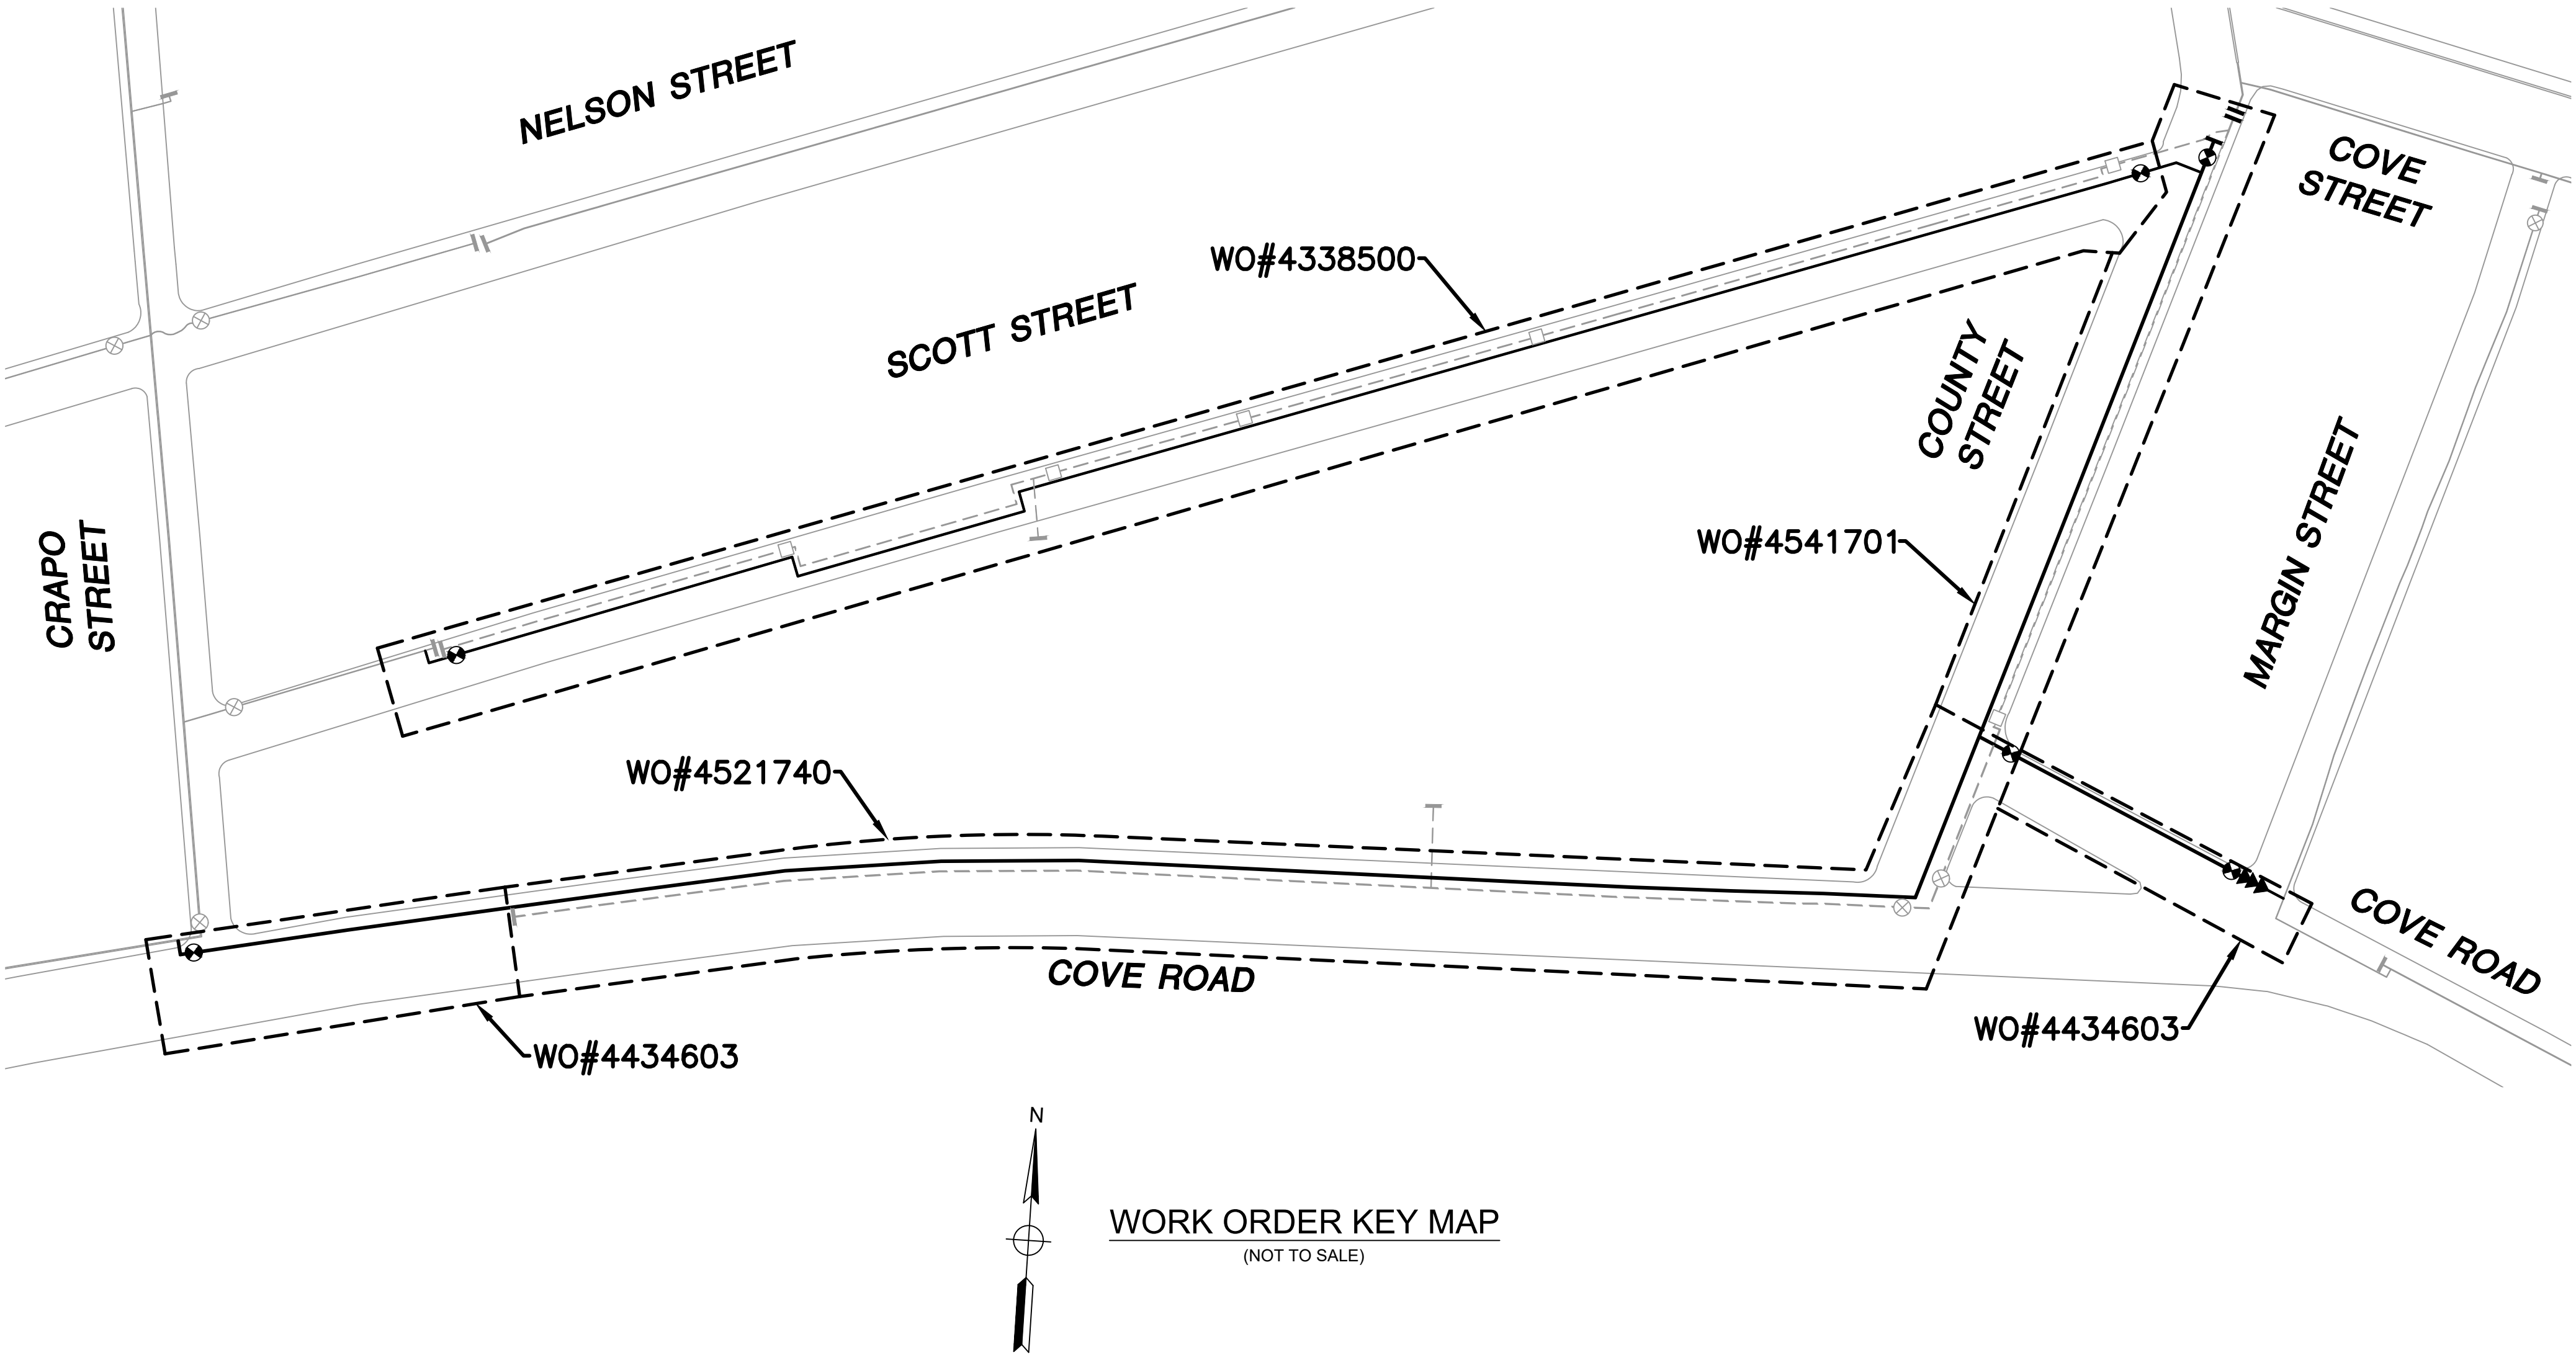 NELSON STREET
COVE
STREET
WO#4338500
SCOTT STREET
COUNTY
STREET
MARGIN STREET
CRAPO
STREET
WO#4541701
WO#4521740
COVE ROAD
COVE ROAD
WO#4434603
WO#4434603
N
WORK ORDER KEY MAP
(NOT TO SALE)